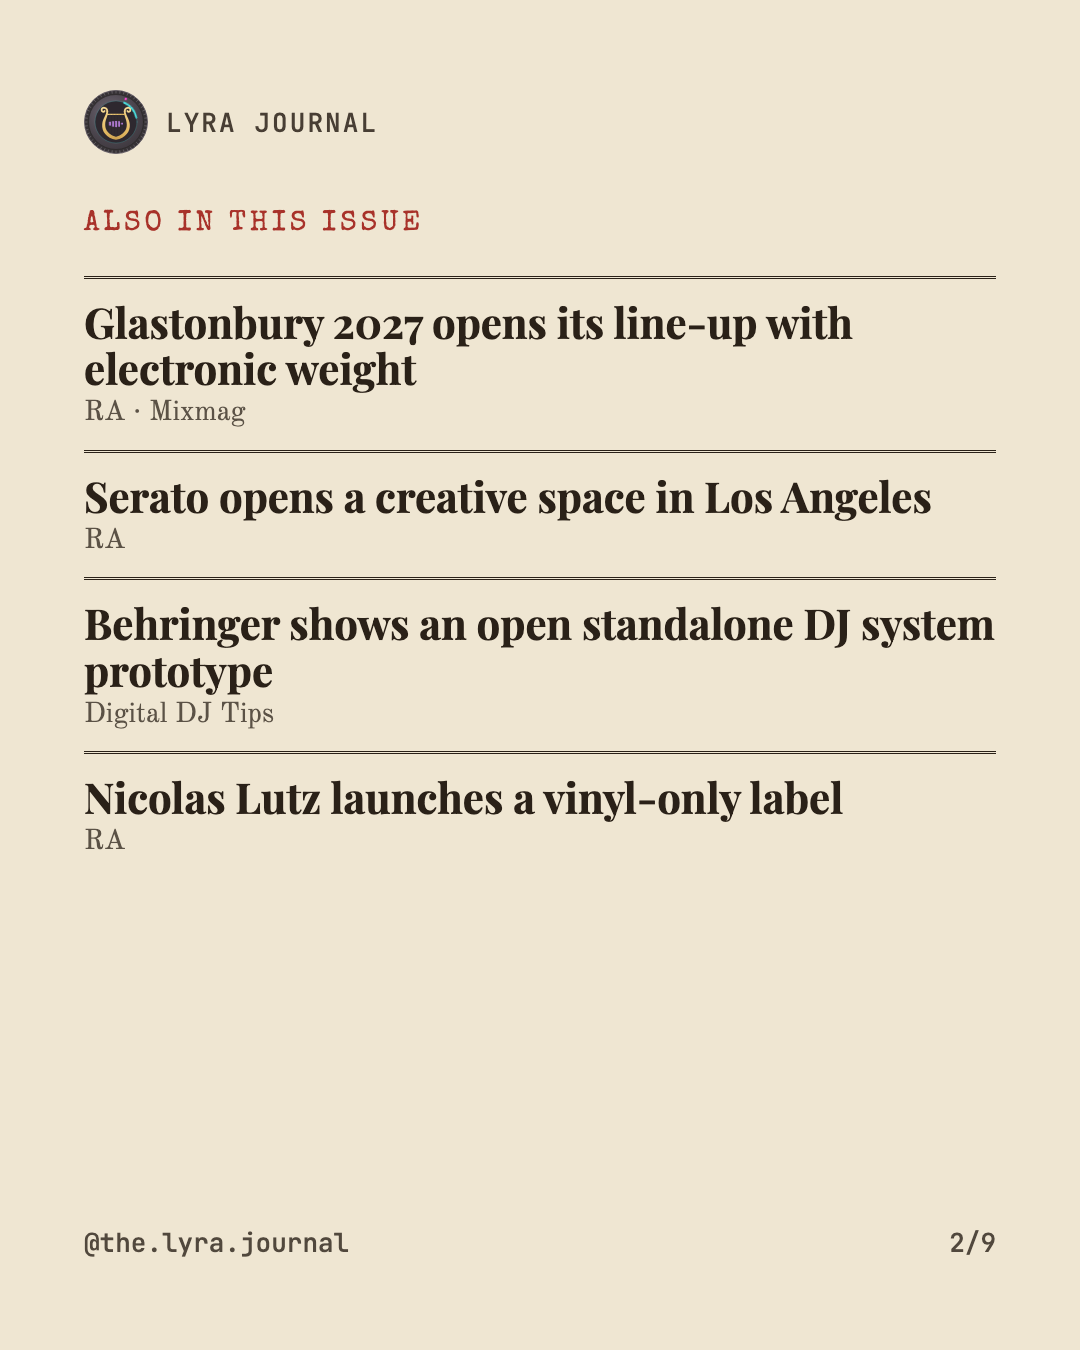 LYRA JOURNAL
ALSO IN THIS ISSUE
Glastonbury 2027 opens its line-up with
electronic weight
RA · Mixmag
Serato opens a creative space in Los Angeles
RA
Behringer shows an open standalone DJ system
prototype
Digital DJ Tips
Nicolas Lutz launches a vinyl-only label
RA
@the.lyra.journal
2/9